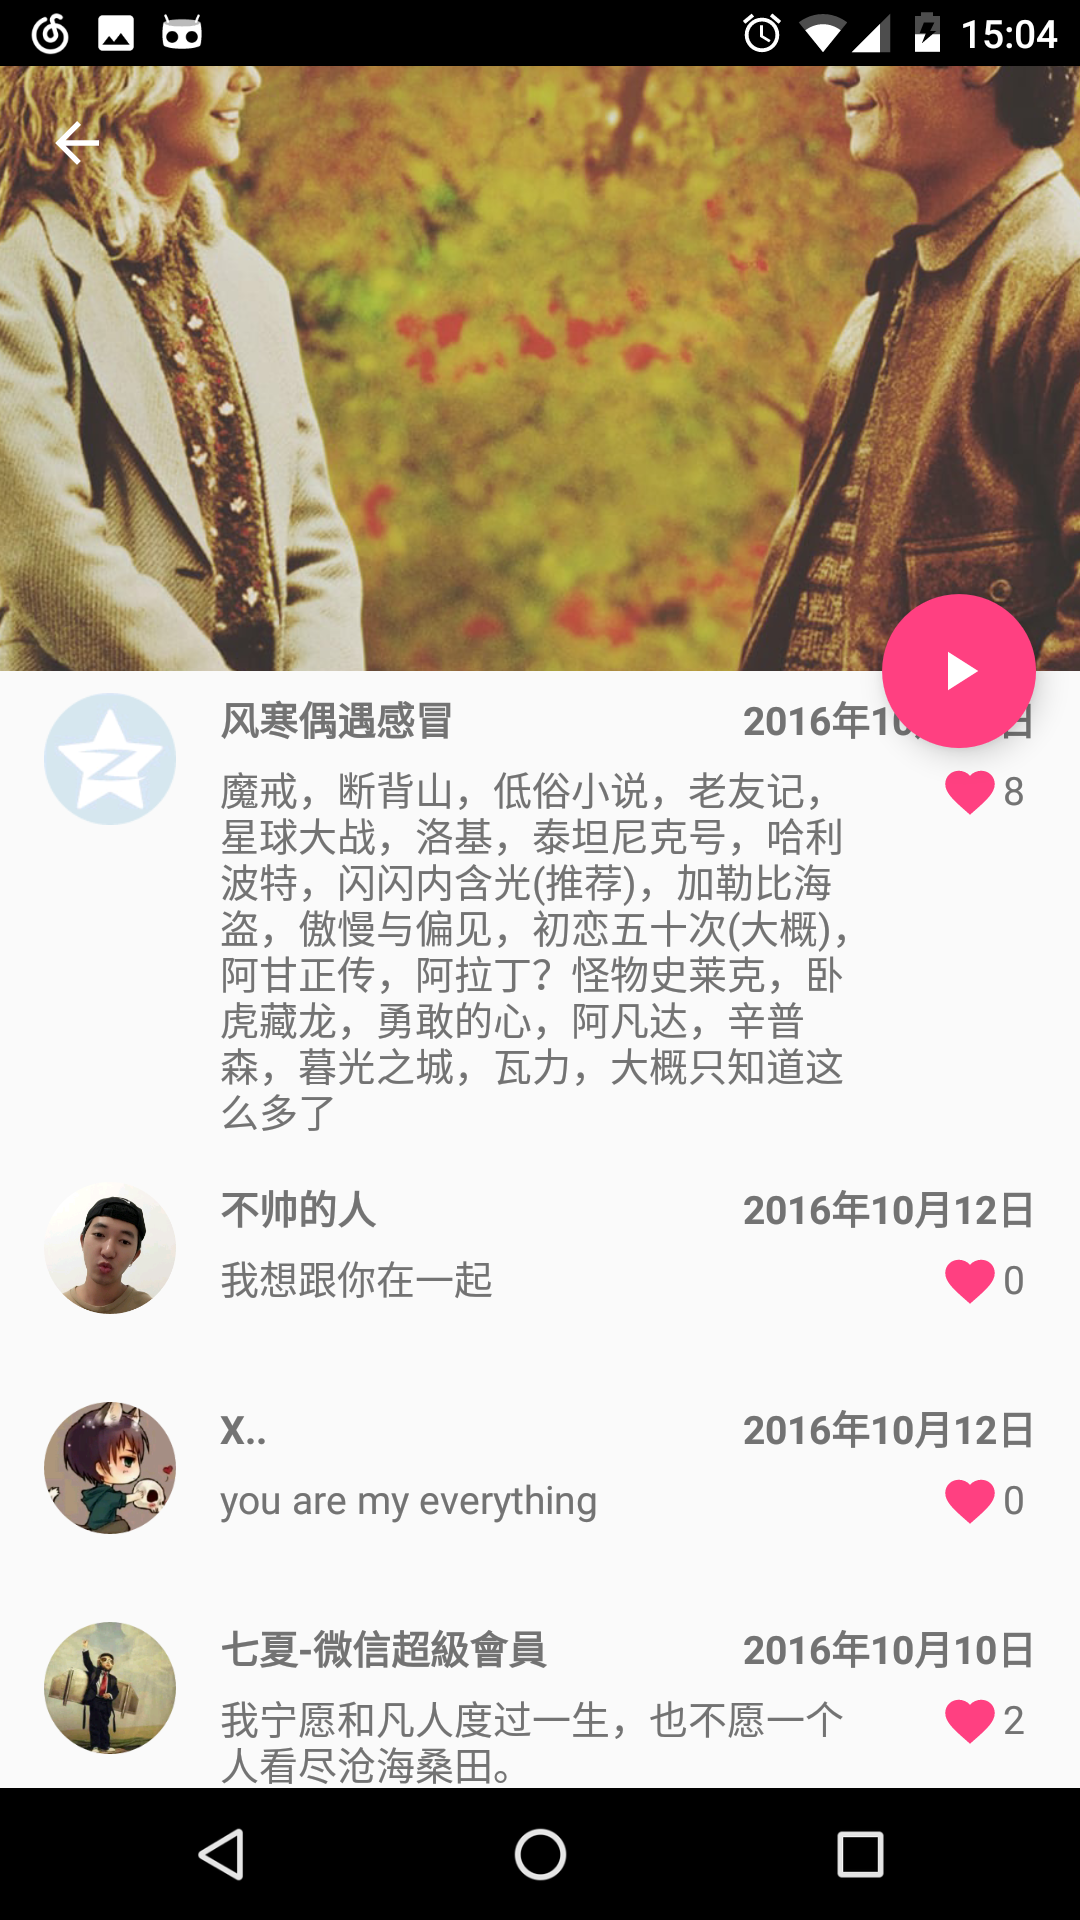 15:04
风寒偶遇感冒
2016年10 日
魔戒，断背山，低俗小说，老友记，
8
星球大战，洛基，泰坦尼克号，哈利
波特，闪闪内含光(推荐)，加勒比海
盗，傲慢与偏见，初恋五十次(大概)，
阿甘正传，阿拉丁？怪物史莱克，卧
虎藏龙，勇敢的心，阿凡达，辛普
森，暮光之城，瓦力，大概只知道这
么多了
不帅的人
2016年10月12日
我想跟你在一起
0
X..
2016年10月12日
you are my everything
0
七夏-微信超級會員
2016年10月10日
我宁愿和凡人度过一生，也不愿一个
2
人看尽沧海桑田。